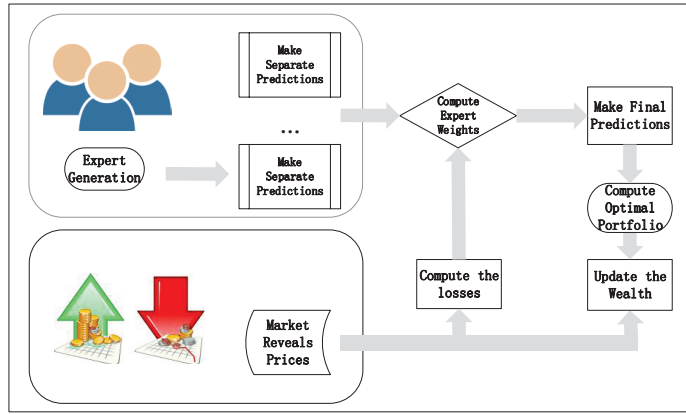 Make
Separate
Predictions
...
Expert
Generation
Make
Separate
Predictions
Compute
Expert
Weights
Make Final
Predictions
Compute
Optimal
Portfolio
Compute the
losses
Update the
Wealth
Market
Reveals
Prices